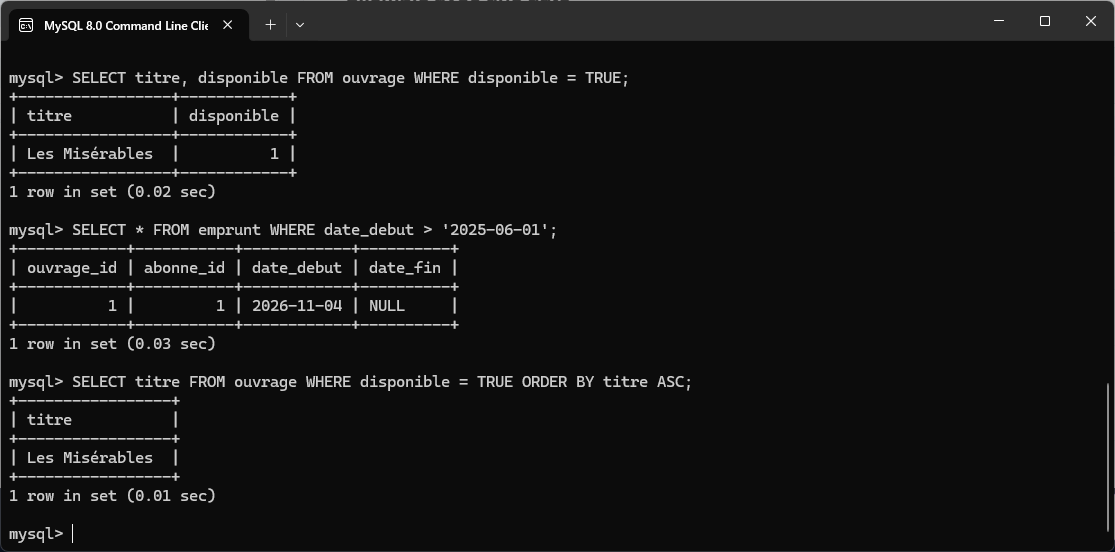 MySQL 8.0 Command Line Clie
mysql> SELECT titre, disponible FROM ouvrage WHERE disponible = TRUE;
+-----------------+------------+
| titre           | disponible |
+-----------------+------------+
| Les Misérables  |          1 |
+-----------------+------------+
1 row in set (0.02 sec)
mysql> SELECT * FROM emprunt WHERE date_debut > '2025-06-01';
+------------+-----------+------------+----------+
| ouvrage_id | abonne_id | date_debut | date_fin |
+------------+-----------+------------+----------+
|          1 |         1 | 2026-11-04 | NULL     |
+------------+-----------+------------+----------+
1 row in set (0.03 sec)
mysql> SELECT titre FROM ouvrage WHERE disponible = TRUE ORDER BY titre ASC;
+-----------------+
| titre           |
+-----------------+
| Les Misérables  |
+-----------------+
1 row in set (0.01 sec)
mysql>